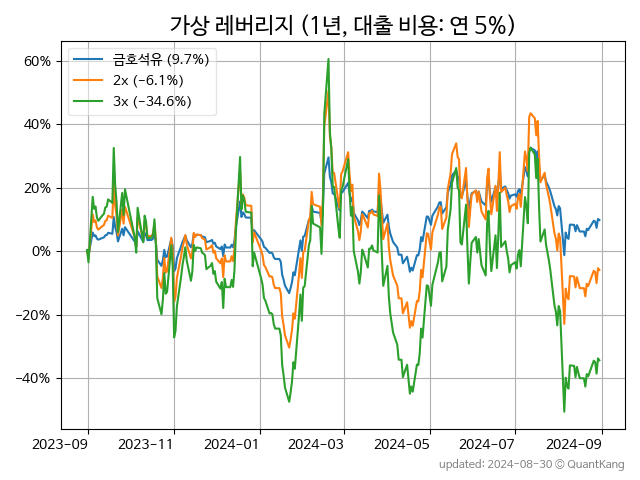 가상 레버리지 (1년, 대출 비용: 연 5%)
금호석유 (9.7%)
2x (−6.1%)
3x (−34.6%)
60%
40%
20%
0%
−20%
−40%
2023-09 2023-11 2024-01 2024-03 2024-05 2024-07 2024-09
updated: 2024-08-30 © QuantKang